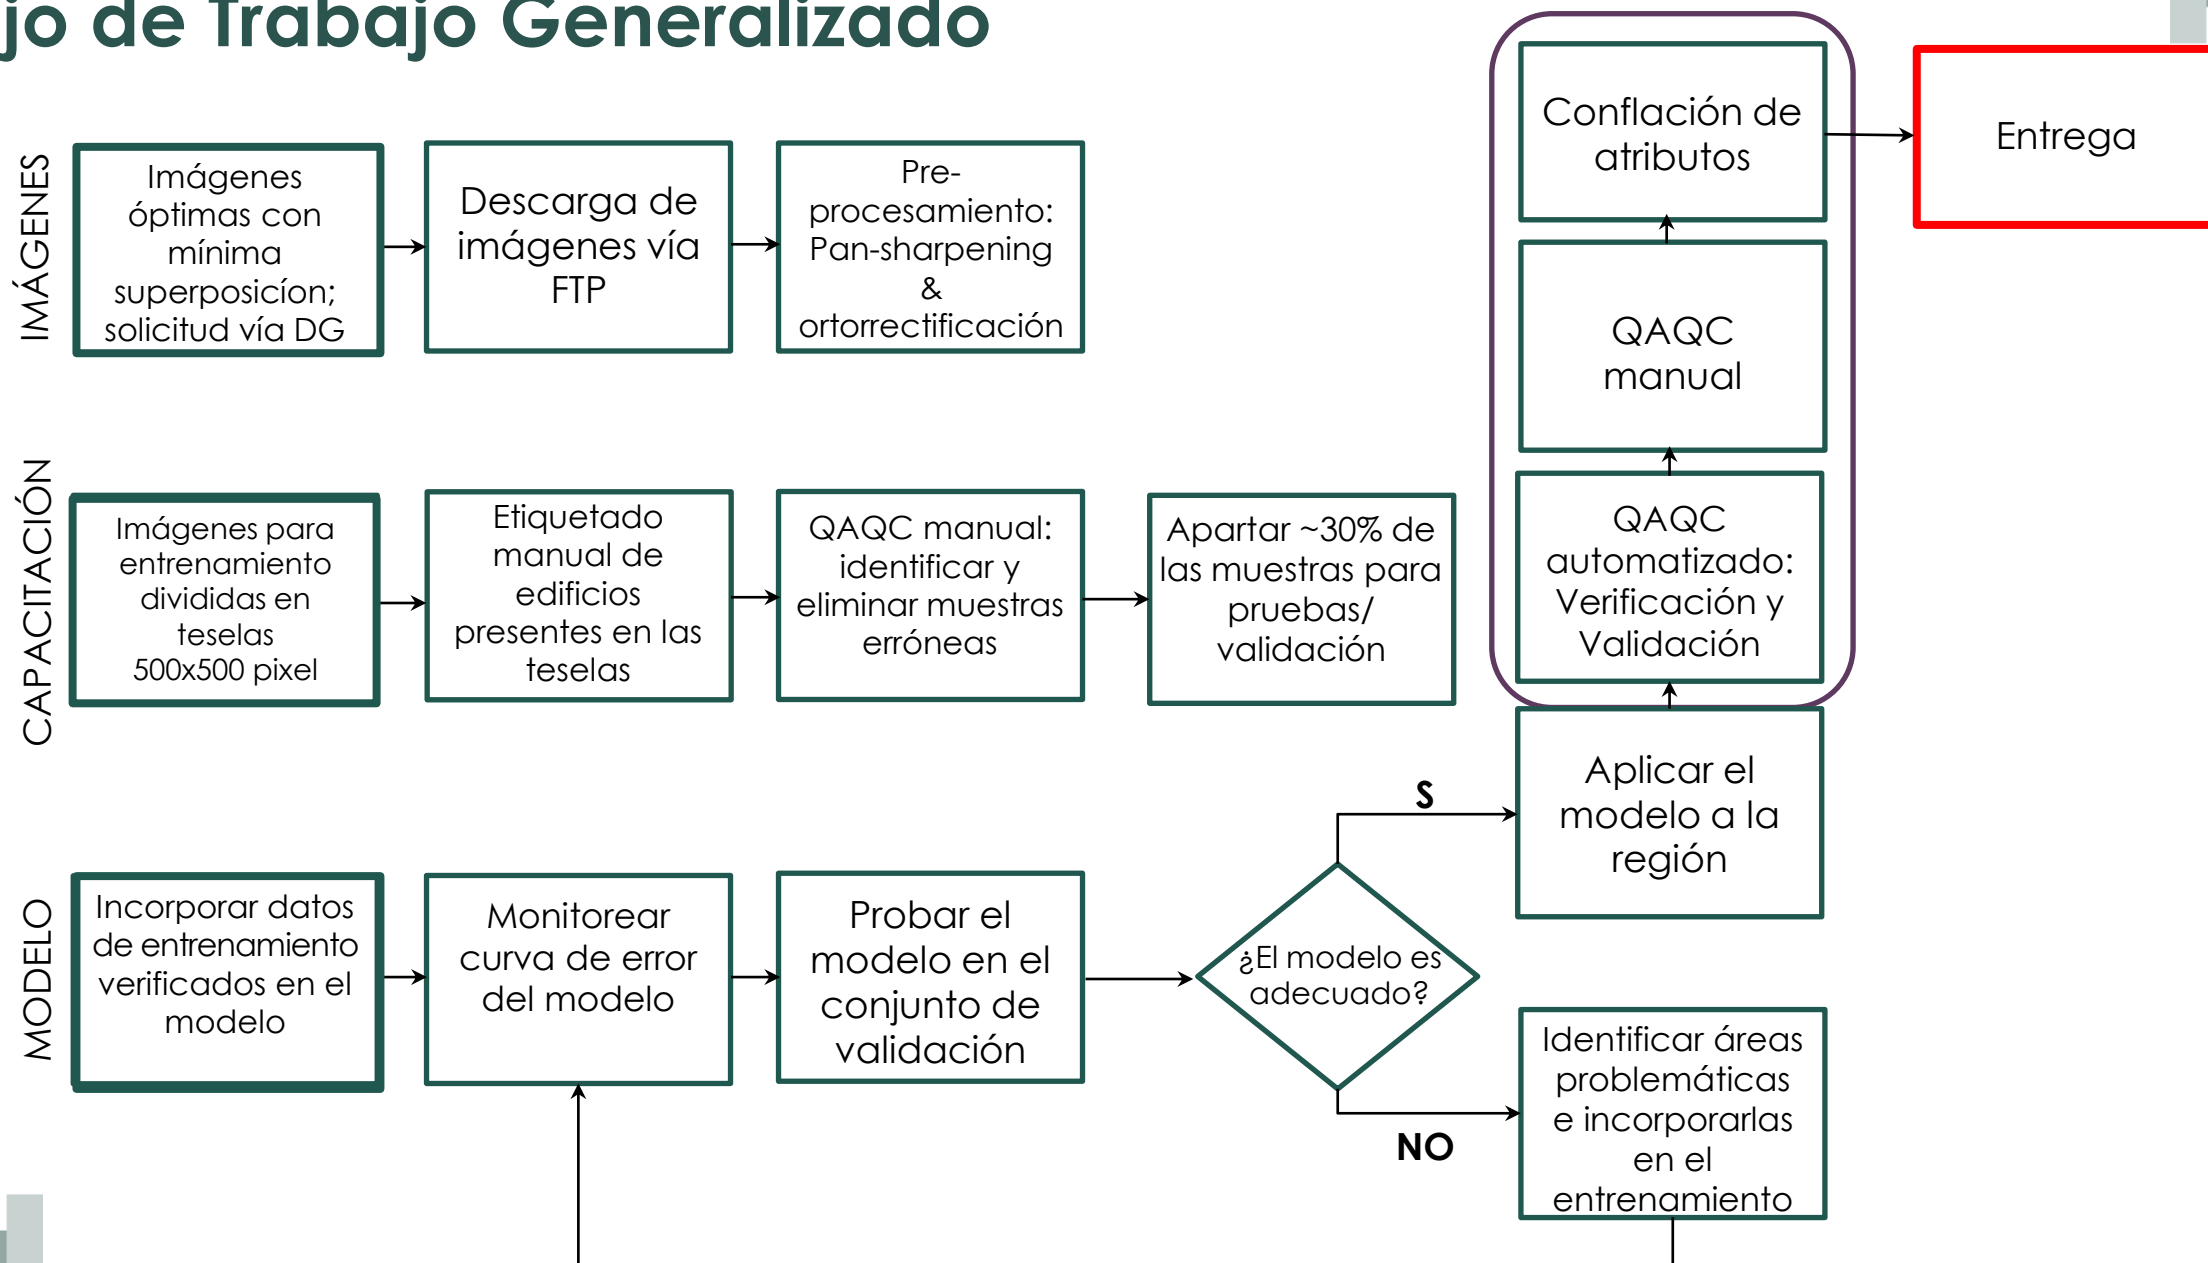 jo de Trabajo Generalizado
IMÁGENES
Imágenes
óptimas con
mínima
superposicíon;
solicitud vía DG
Descarga de
imágenes vía
FTP
Pre-
procesamiento:
Pan-sharpening
&
ortorrectificación
Conflación de
atributos
Entrega
QAQC
manual
QAQC
automatizado:
Verificación y
Validación
CAPACITACIÓN
Imágenes para
entrenamiento
divididas en
teselas
500x500 pixel
Etiquetado
manual de
edificios
presentes en las
teselas
QAQC manual:
identificar y
eliminar muestras
erróneas
Apartar ~30% de
las muestras para
pruebas/
validación
MODELO
Incorporar datos
de entrenamiento
verificados en el
modelo
Monitorear
curva de error
del modelo
Probar el
modelo en el
conjunto de
validación
¿El modelo es
adecuado?
S
Aplicar el
modelo a la
región
NO
Identificar áreas
problemáticas
e incorporarlas
en el
entrenamiento